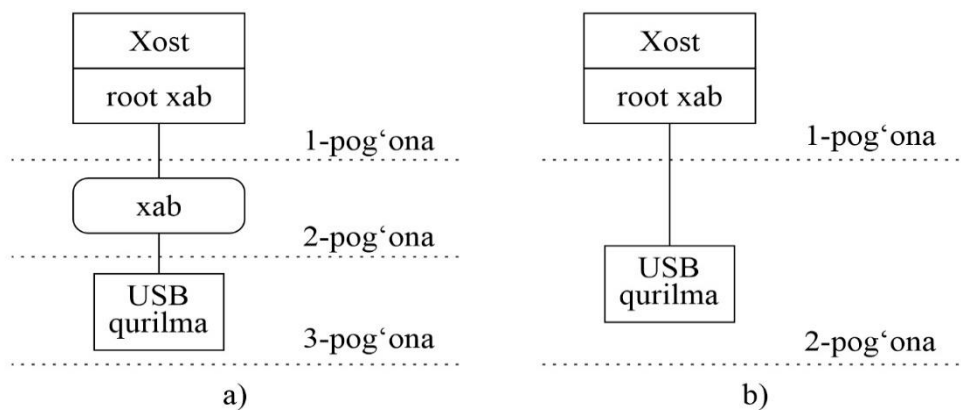 Xost
root xab
1-pog‘ona
xab
2-pog‘ona
USB
qurilma
3-pog‘ona
a)
Xost
root xab
1-pog‘ona
USB
qurilma
2-pog‘ona
b)